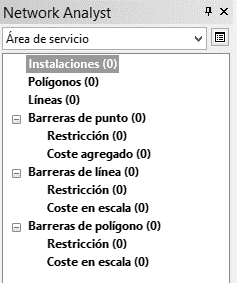 Network Analyst
Área de servicio
Instalaciones (0)
Polígonos (0)
Líneas (0)
Barreras de punto (0)
Restricción (0)
Coste agregado (0)
Barreras de línea (0)
Restricción (0)
Coste en escala (0)
Barreras de polígono (0)
Restricción (0)
Coste en escala (0)